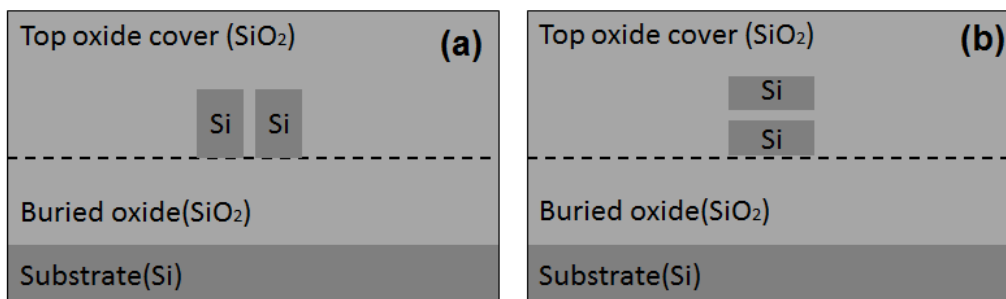 Top oxide cover (SiO₂)
(a)
Si
Si
Buried oxide(SiO₂)
Substrate(Si)
Top oxide cover (SiO₂)
(b)
Si
Si
Buried oxide(SiO₂)
Substrate(Si)